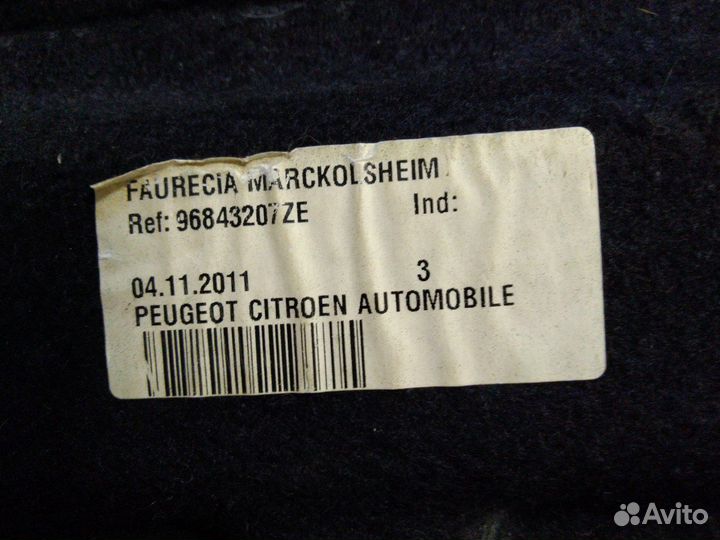 FAURECIA MARCKOLSHEIM
Ref: 96843207ZE Ind:
04.11.2011 3
PEUGEOT CITROEN AUTOMOBILE
Avito